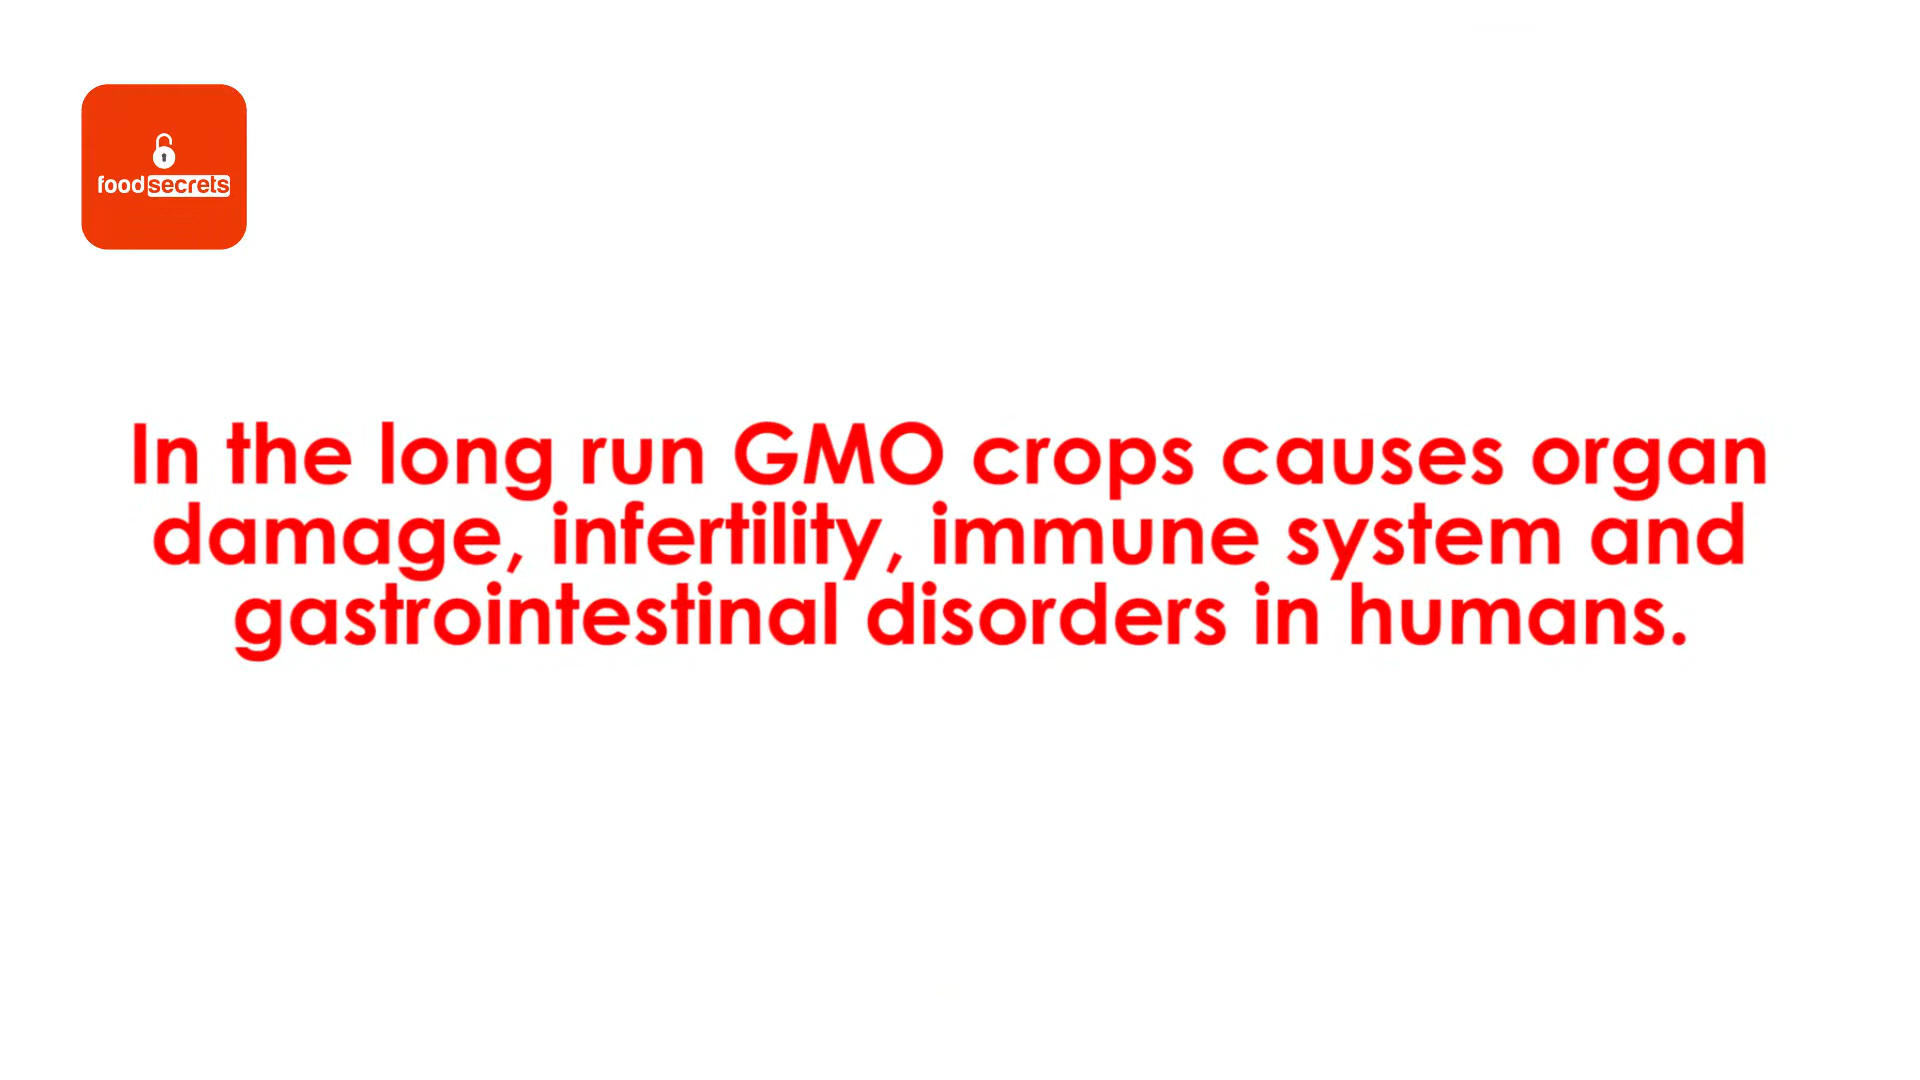 foodsecrets
In the long run GMO crops causes organ
damage, infertility, immune system and
gastrointestinal disorders in humans.